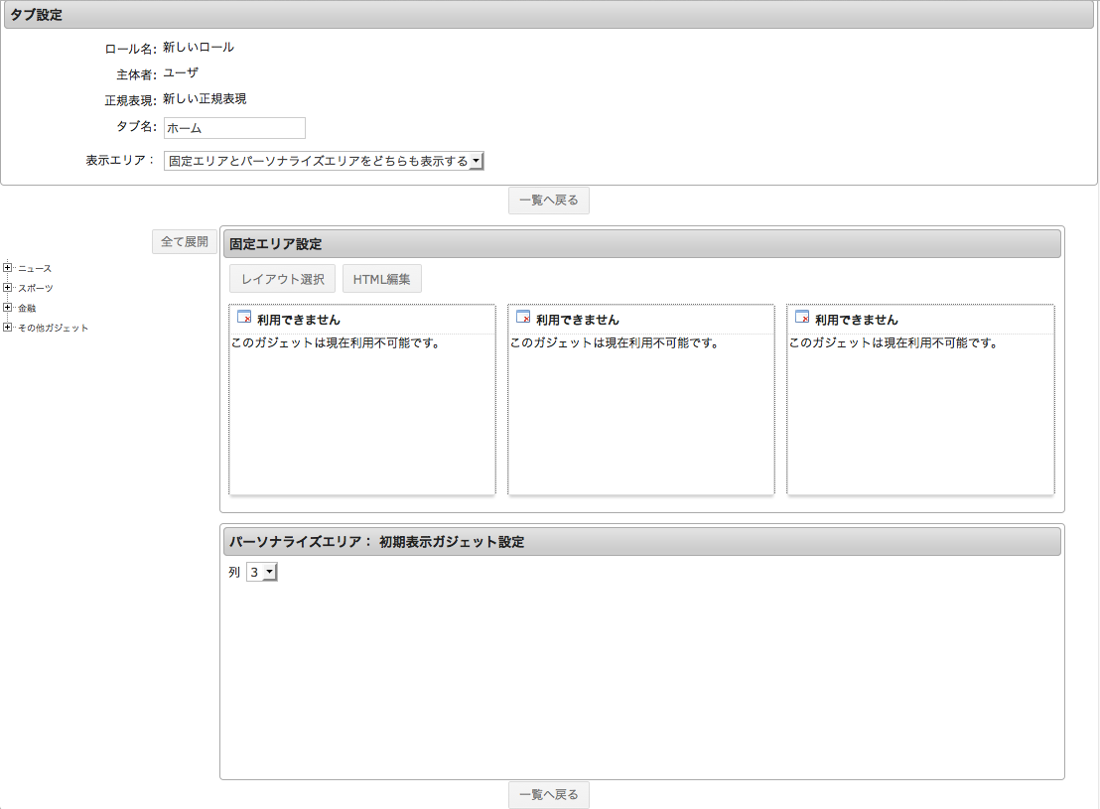 タブ設定
ロール名: 新しいロール
主体者: ユーザ
正規表現: 新しい正規表現
タブ名: ホーム
表示エリア： 固定エリアとパーソナライズエリアをどちらも表示する
一覧へ戻る
全て展開
ニュース
スポーツ
金融
その他ガジェット
固定エリア設定
レイアウト選択 HTML編集
利用できません 利用できません 利用できません
このガジェットは現在利用不可能です。 このガジェットは現在利用不可能です。 このガジェットは現在利用不可能です。
パーソナライズエリア： 初期表示ガジェット設定
列 3
一覧へ戻る